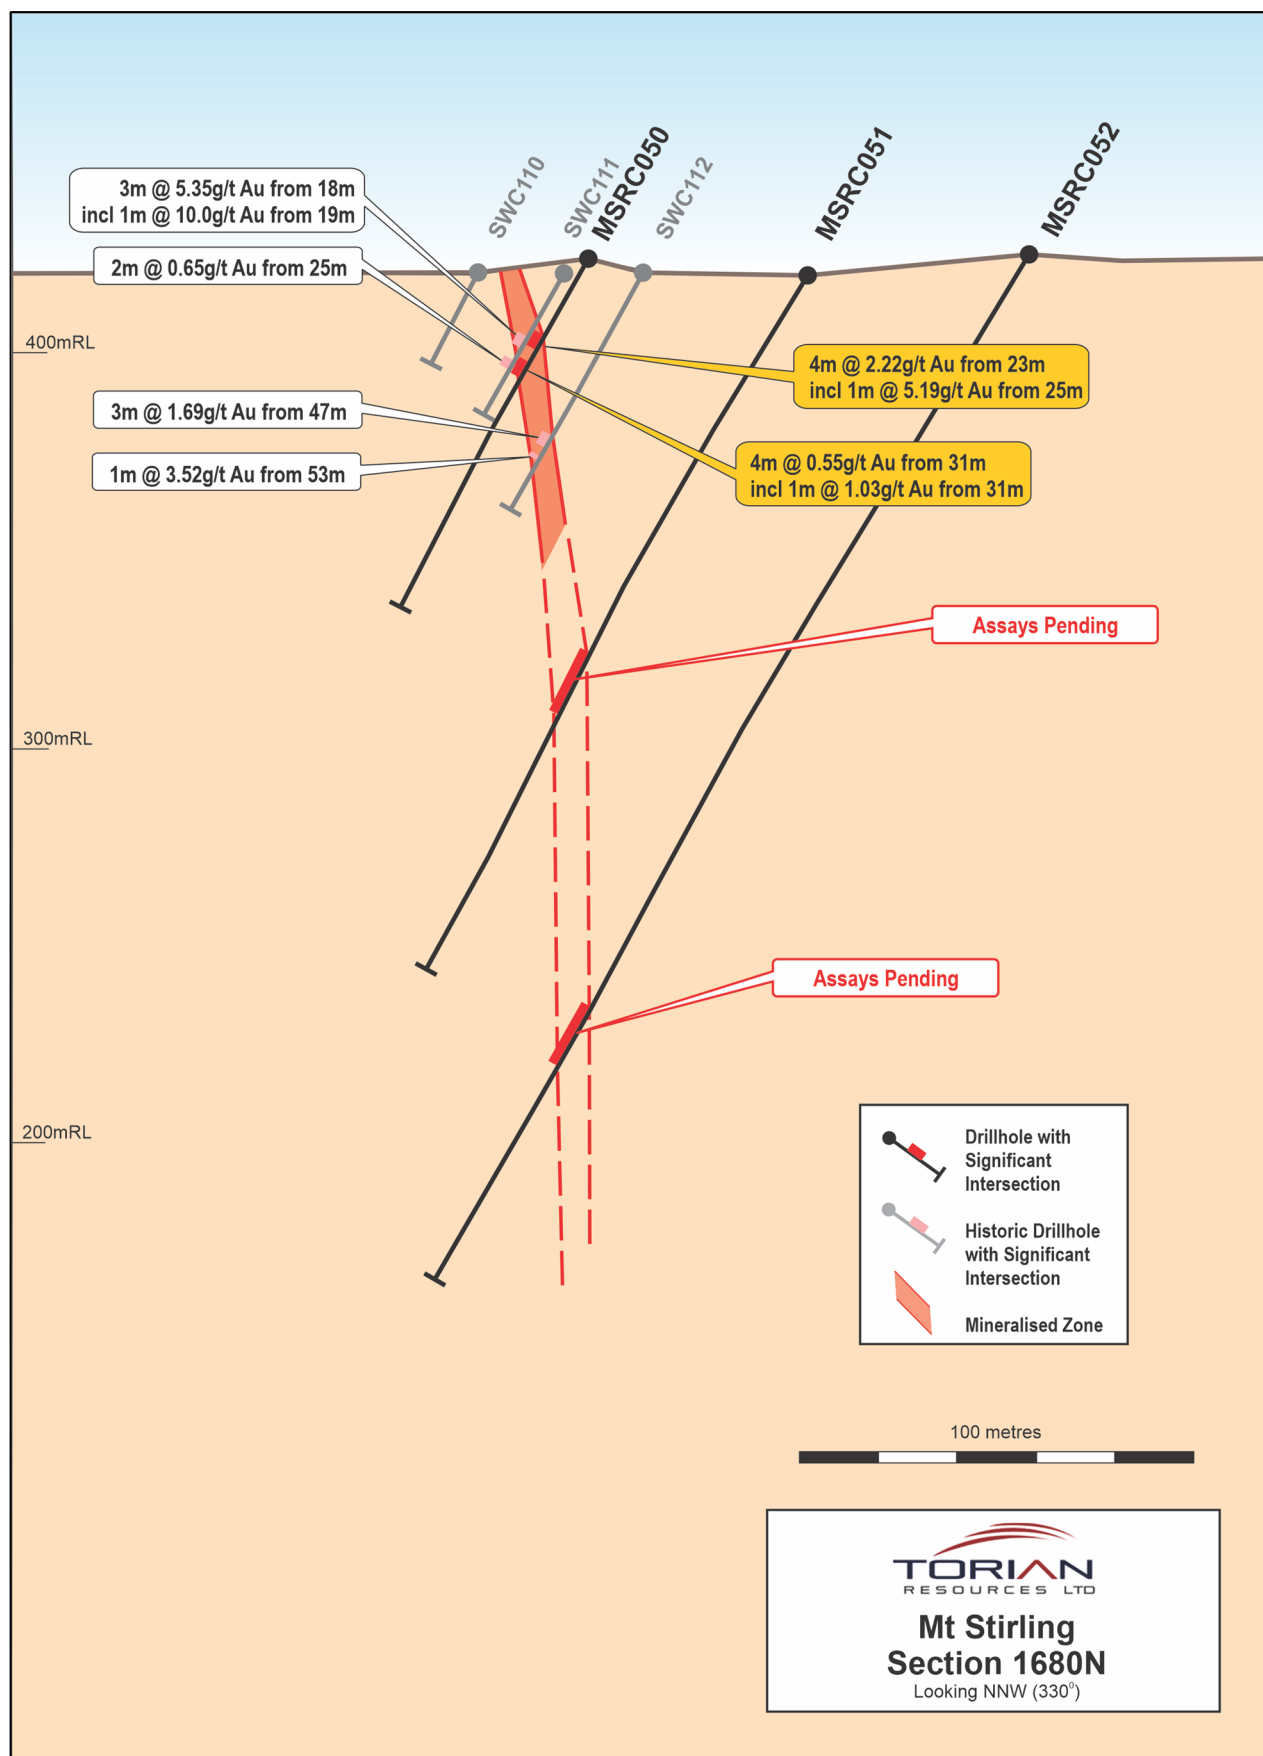 SWC110
SWC111
MSRC050
SWC112
MSRC051
MSRC052
3m @ 5.35g/t Au from 18m
incl 1m @ 10.0g/t Au from 19m
2m @ 0.65g/t Au from 25m
400mRL
4m @ 2.22g/t Au from 23m
incl 1m @ 5.19g/t Au from 25m
3m @ 1.69g/t Au from 47m
1m @ 3.52g/t Au from 53m
4m @ 0.55g/t Au from 31m
incl 1m @ 1.03g/t Au from 31m
Assays Pending
300mRL
Assays Pending
200mRL
Drillhole with
Significant
Intersection
Historic Drillhole
with Significant
Intersection
Mineralised Zone
100 metres
TORIAN
RESOURCES LTD
Mt Stirling
Section 1680N
Looking NNW (330⁰)